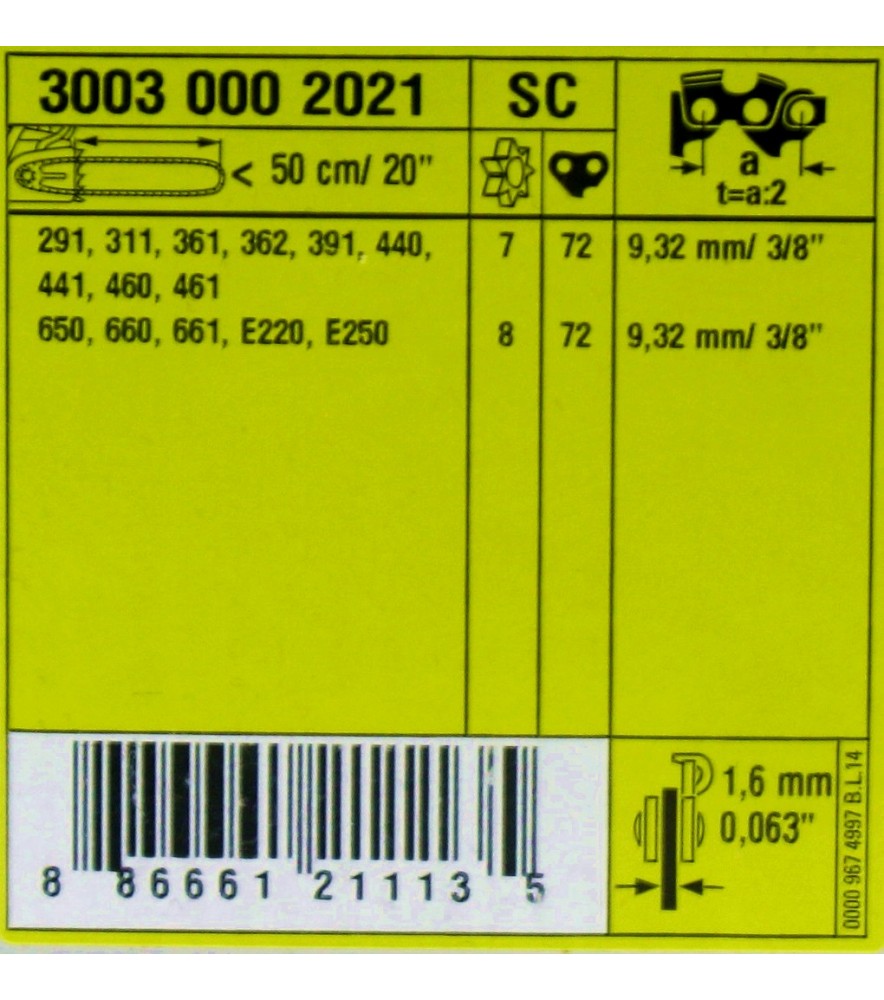 3003 000 2021 SC
< 50 cm/ 20" a
t=a:2
291, 311, 361, 362, 391, 440, 7 72 9,32 mm/ 3/8"
441, 460, 461
650, 660, 661, E220, E250 8 72 9,32 mm/ 3/8"
1,6 mm
0,063"
0000 967 4997 B.L14
8 86661 21113 5